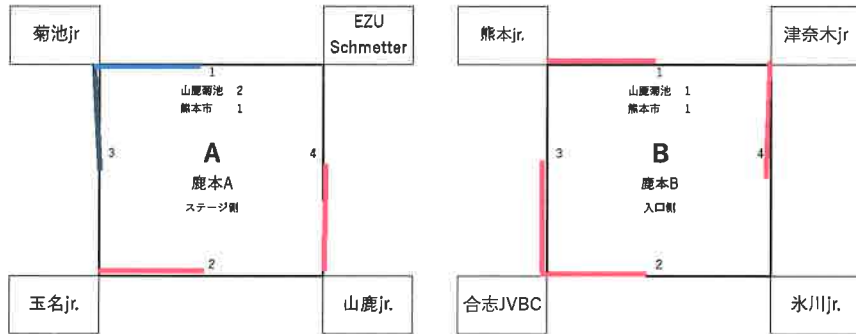 菊池jr
EZU
Schmetter
1
山鹿菊池 2
熊本市 1
3
A
4
鹿本A
ステージ側
2
玉名jr.
山鹿jr.
熊本jr.
津奈木jr
1
山鹿菊池 1
熊本市 1
3
B
4
鹿本B
入口側
2
合志JVBC
氷川jr.